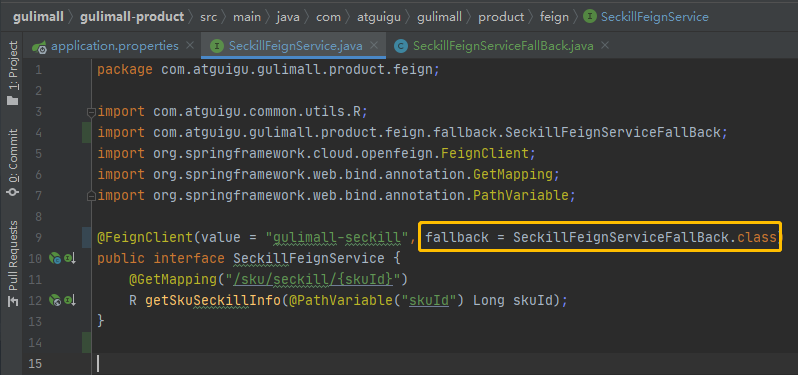 gulimall gulimall-product src main java com atguigu gulimall product feign SeckillFeignService
application.properties SeckillFeignService.java SeckillFeignServiceFallBack.java
1: Project
0: Commit
Pull Requests
1 package com.atguigu.gulimall.product.feign;
2
3 import com.atguigu.common.utils.R;
4 import com.atguigu.gulimall.product.feign.fallback.SeckillFeignServiceFallBack;
5 import org.springframework.cloud.openfeign.FeignClient;
6 import org.springframework.web.bind.annotation.GetMapping;
7 import org.springframework.web.bind.annotation.PathVariable;
8
9 @FeignClient(value = "gulimall-seckill", fallback = SeckillFeignServiceFallBack.class)
10 public interface SeckillFeignService {
11 @GetMapping("/sku/seckill/{skuId}")
12 R getSkuSeckillInfo(@PathVariable("skuId") Long skuId);
13 }
14
15